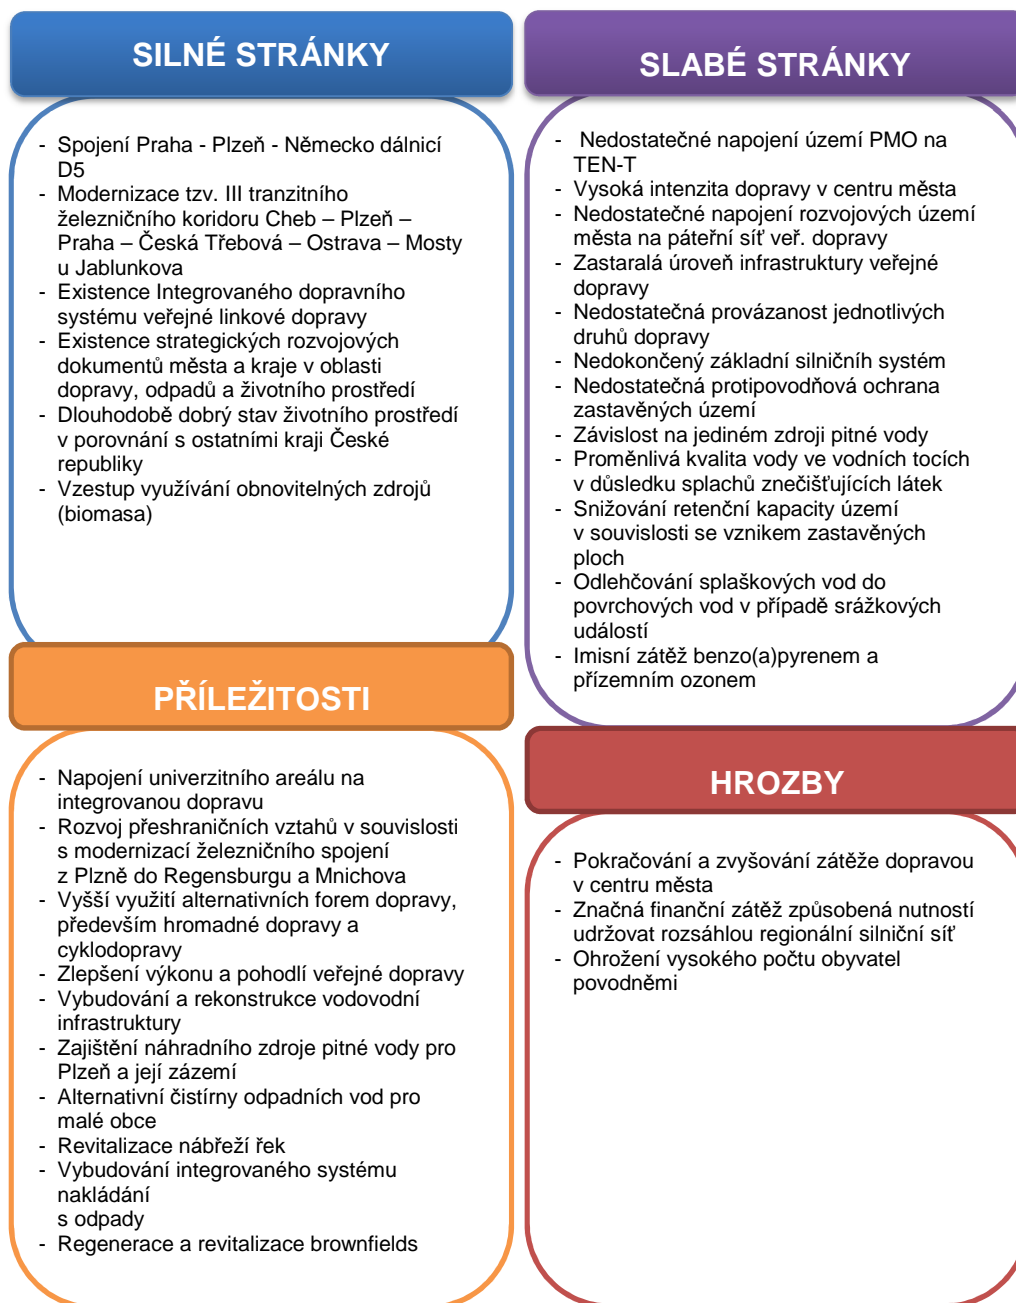 SILNÉ STRÁNKY
- Spojení Praha - Plzeň - Německo dálnicí
D5
- Modernizace tzv. III tranzitního
železničního koridoru Cheb – Plzeň –
Praha – Česká Třebová – Ostrava – Mosty
u Jablunkova
- Existence Integrovaného dopravního
systému veřejné linkové dopravy
- Existence strategických rozvojových
dokumentů města a kraje v oblasti
dopravy, odpadů a životního prostředí
- Dlouhodobě dobrý stav životního prostředí
v porovnání s ostatními kraji České
republiky
- Vzestup využívání obnovitelných zdrojů
(biomasa)
SLABÉ STRÁNKY
- Nedostatečné napojení území PMO na
TEN-T
- Vysoká intenzita dopravy v centru města
- Nedostatečné napojení rozvojových území
města na páteřní síť veř. dopravy
- Zastaralá úroveň infrastruktury veřejné
dopravy
- Nedostatečná provázanost jednotlivých
druhů dopravy
- Nedokončený základní silničním systém
- Nedostatečná protipovodňová ochrana
zastavěných území
- Závislost na jediném zdroji pitné vody
- Proměnlivá kvalita vody ve vodních tocích
v důsledku splachů znečišťujících látek
- Snižování retenční kapacity území
v souvislosti se vznikem zastavěných
ploch
- Odlehčování splaškových vod do
povrchových vod v případě srážkových
událostí
- Imisní zátěž benzo(a)pyrenem a
přízemním ozonem
PŘÍLEŽITOSTI
- Napojení univerzitního areálu na
integrovanou dopravu
- Rozvoj přeshraničních vztahů v souvislosti
s modernizací železničního spojení
z Plzně do Regensburgu a Mnichova
- Vyšší využití alternativních forem dopravy,
především hromadné dopravy a
cyklodopravy
- Zlepšení výkonu a pohodlí veřejné dopravy
- Vybudování a rekonstrukce vodovodní
infrastruktury
- Zajištění náhradního zdroje pitné vody pro
Plzeň a její zázemí
- Alternativní čistírny odpadních vod pro
malé obce
- Revitalizace nábřeží řek
- Vybudování integrovaného systému
nakládání
s odpady
- Regenerace a revitalizace brownfields
HROZBY
- Pokračování a zvyšování zátěže dopravou
v centru města
- Značná finanční zátěž způsobená nutností
udržovat rozsáhlou regionální silniční síť
- Ohrožení vysokého počtu obyvatel
povodněmi